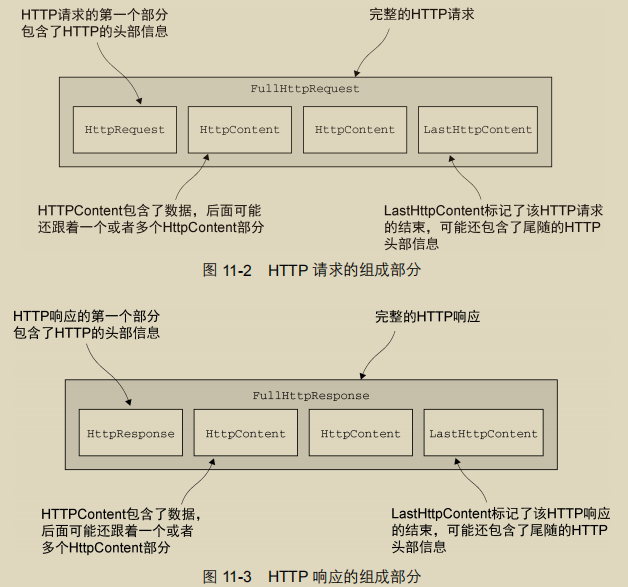 HTTP请求的第一个部分
包含了HTTP的头部信息
完整的HTTP请求
FullHttpRequest
HttpRequest
HttpContent
HttpContent
LastHttpContent
HTTPContent包含了数据，后面可能
还跟着一个或者多个HttpContent部分
LastHttpContent标记了该HTTP请求
的结束，可能还包含了尾随的HTTP
头部信息
图 11-2 HTTP 请求的组成部分
HTTP响应的第一个部分
包含了HTTP的头部信息
完整的HTTP响应
FullHttpResponse
HttpResponse
HttpContent
HttpContent
LastHttpContent
HTTPContent包含了数据，
后面可能还跟着一个或者
多个HttpContent部分
LastHttpContent标记了该HTTP响应
的结束，可能还包含了尾随的HTTP
头部信息
图 11-3 HTTP 响应的组成部分